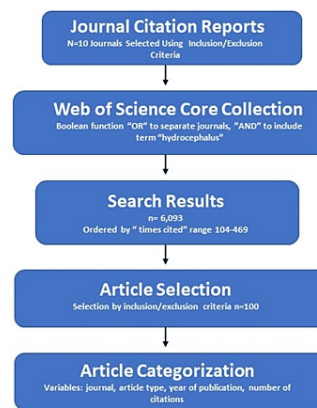 Journal Citation Reports
N=10 Journals Selected Using Inclusion/Exclusion
Criteria
Web of Science Core Collection
Boolean function "OR" to separate journals, "AND" to include
term "hydrocephalus"
Search Results
n= 6,093
Ordered by " times cited" range 104-469
Article Selection
Selection by inclusion/exclusion criteria n=100
Article Categorization
Variables: journal, article type, year of publication, number of
citations